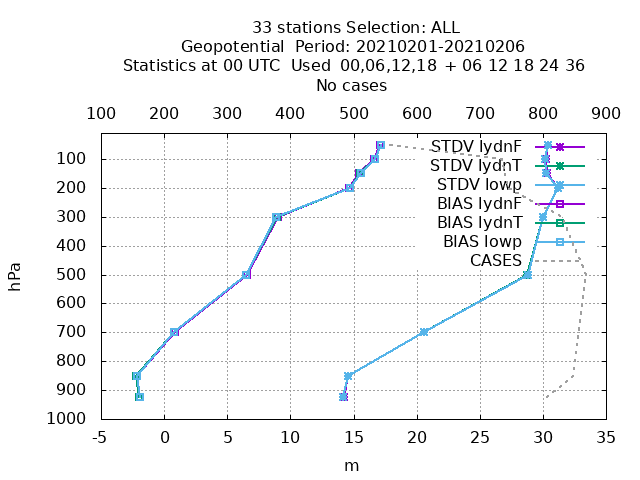 33 stations Selection: ALL
Geopotential  Period: 20210201-20210206
Statistics at 00 UTC  Used  00,06,12,18  + 06 12 18 24 36
No cases
100 200 300 400 500 600 700 800 900
STDV lydnF
100
STDV lydnT
200
STDV lowp
BIAS lydnF
300
BIAS lydnT
400
BIAS lowp
CASES
hPa
500
600
700
800
900
1000
-5 0 5 10 15 20 25 30 35
m